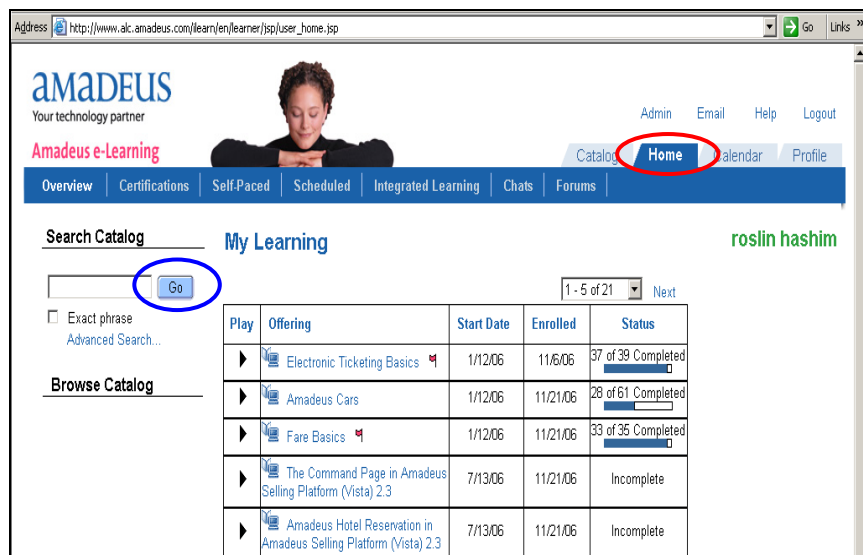 Address http://www.alc.amadeus.com/ilearn/en/learner/jsp/user_home.jsp Go Links »
amadeus
Your technology partner
Amadeus e-Learning
Admin Email Help Logout
Catalog Home Calendar Profile
Overview Certifications Self-Paced Scheduled Integrated Learning Chats Forums
Search Catalog
Go
Exact phrase
Advanced Search...
Browse Catalog
My Learning
roslin hashim
1 - 5 of 21 Next
Play Offering Start Date Enrolled Status
Electronic Ticketing Basics 1/12/06 11/6/06 37 of 39 Completed
Amadeus Cars 1/12/06 11/21/06 28 of 61 Completed
Fare Basics 1/12/06 11/21/06 33 of 35 Completed
The Command Page in Amadeus
Selling Platform (Vista) 2.3 7/13/06 11/21/06 Incomplete
Amadeus Hotel Reservation in
Amadeus Selling Platform (Vista) 2.3 7/13/06 11/21/06 Incomplete